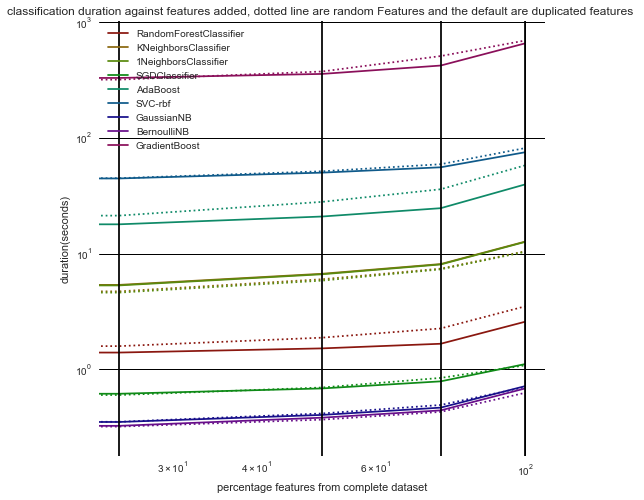 classification duration against features added, dotted line are random Features and the default are duplicated features
10³
RandomForestClassifier
KNeighborsClassifier
1NeighborsClassifier
SGDClassifier
AdaBoost
SVC-rbf
GaussianNB
BernoulliNB
GradientBoost
10²
duration(seconds)
10¹
10⁰
3 × 10¹ 4 × 10¹ 6 × 10¹ 10²
percentage features from complete dataset